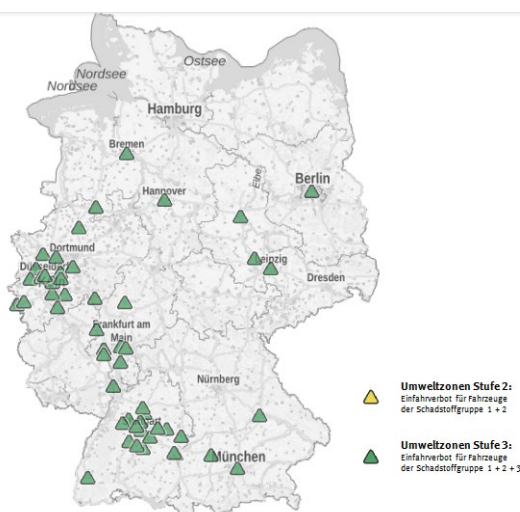 Ostsee
Nordsee
Nordsee
Hamburg
Bremen
Elbe
Berlin
Hannover
Dortmund
eipzig
Dresden
Frankfurt am
Main
Nürnberg
Umweltzonen Stufe 2:
Einfahrverbot für Fahrzeuge
der Schadstoffgruppe 1 + 2
München
Umweltzonen Stufe 3:
Einfahrverbot für Fahrzeuge
der Schadstoffgruppe 1 + 2 + 3